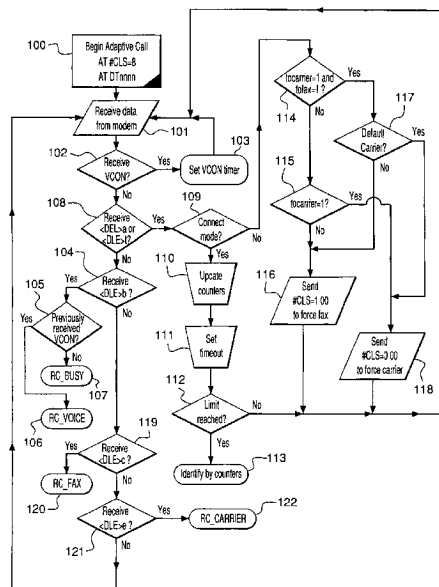 100
Begin Adaptive Call
AT #CLS=8
AT DTnnnn
Receive data
from modem
101
102
Receive
VCON?
Yes
No
Set VCON timer
103
108
Receive
<DEL>a or
<DLE>l?
Yes
No
109
Connect
mode?
No
Yes
104
Receive
<DLE>b ?
Yes
No
110
Update
counters
105
Previously
received
VCON?
Yes
No
RC_BUSY
107
RC_VOICE
106
111
Set
timeout
112
Limit
reached?
No
Yes
Identify by counters
113
tocarrier=1 and
tofax=1 ?
114
Yes
No
117
Default
Carrier?
Yes
No
115
tocarrier=1?
Yes
No
116
Send
#CLS=1.00
to force fax
Send
#CLS=0.00
to force carrier
118
119
Receive
<DLE>c ?
Yes
No
RC_FAX
120
Receive
<DLE>e ?
121
Yes
No
RC_CARRIER
122